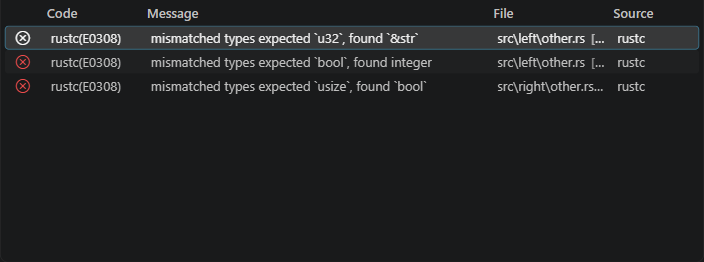 Code Message File Source
rustc(E0308) mismatched types expected `u32`, found `&str` src\left\other.rs [... rustc
rustc(E0308) mismatched types expected `bool`, found integer src\left\other.rs [... rustc
rustc(E0308) mismatched types expected `usize`, found `bool` src\right\other.rs... rustc